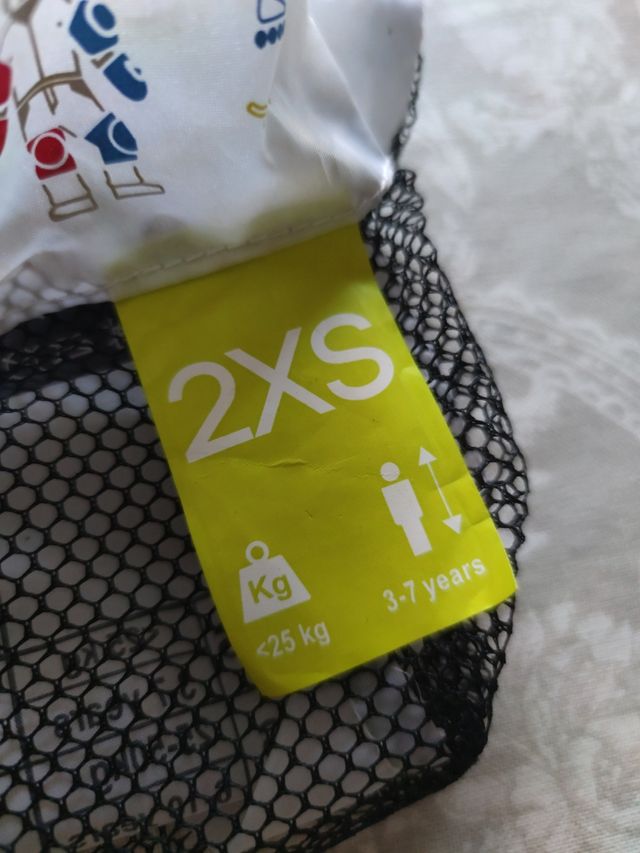 2XS
Kg
<25 kg
3-7 years